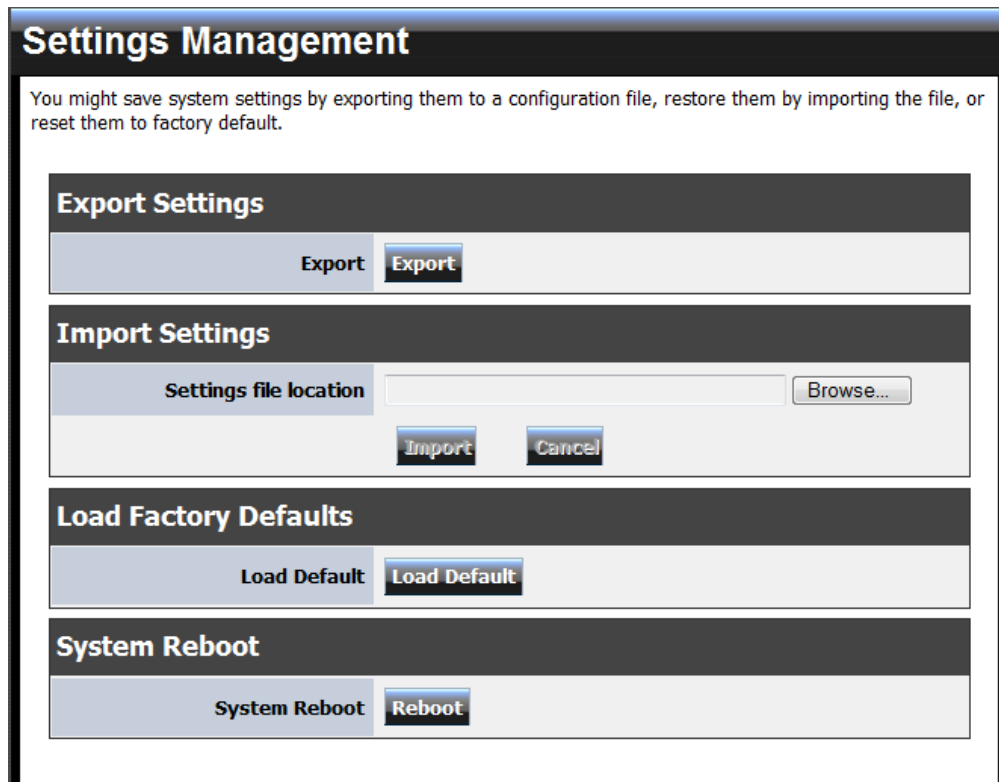 Settings Management
You might save system settings by exporting them to a configuration file, restore them by importing the file, or
reset them to factory default.
Export Settings
Export Export
Import Settings
Settings file location Browse...
Import Cancel
Load Factory Defaults
Load Default Load Default
System Reboot
System Reboot Reboot